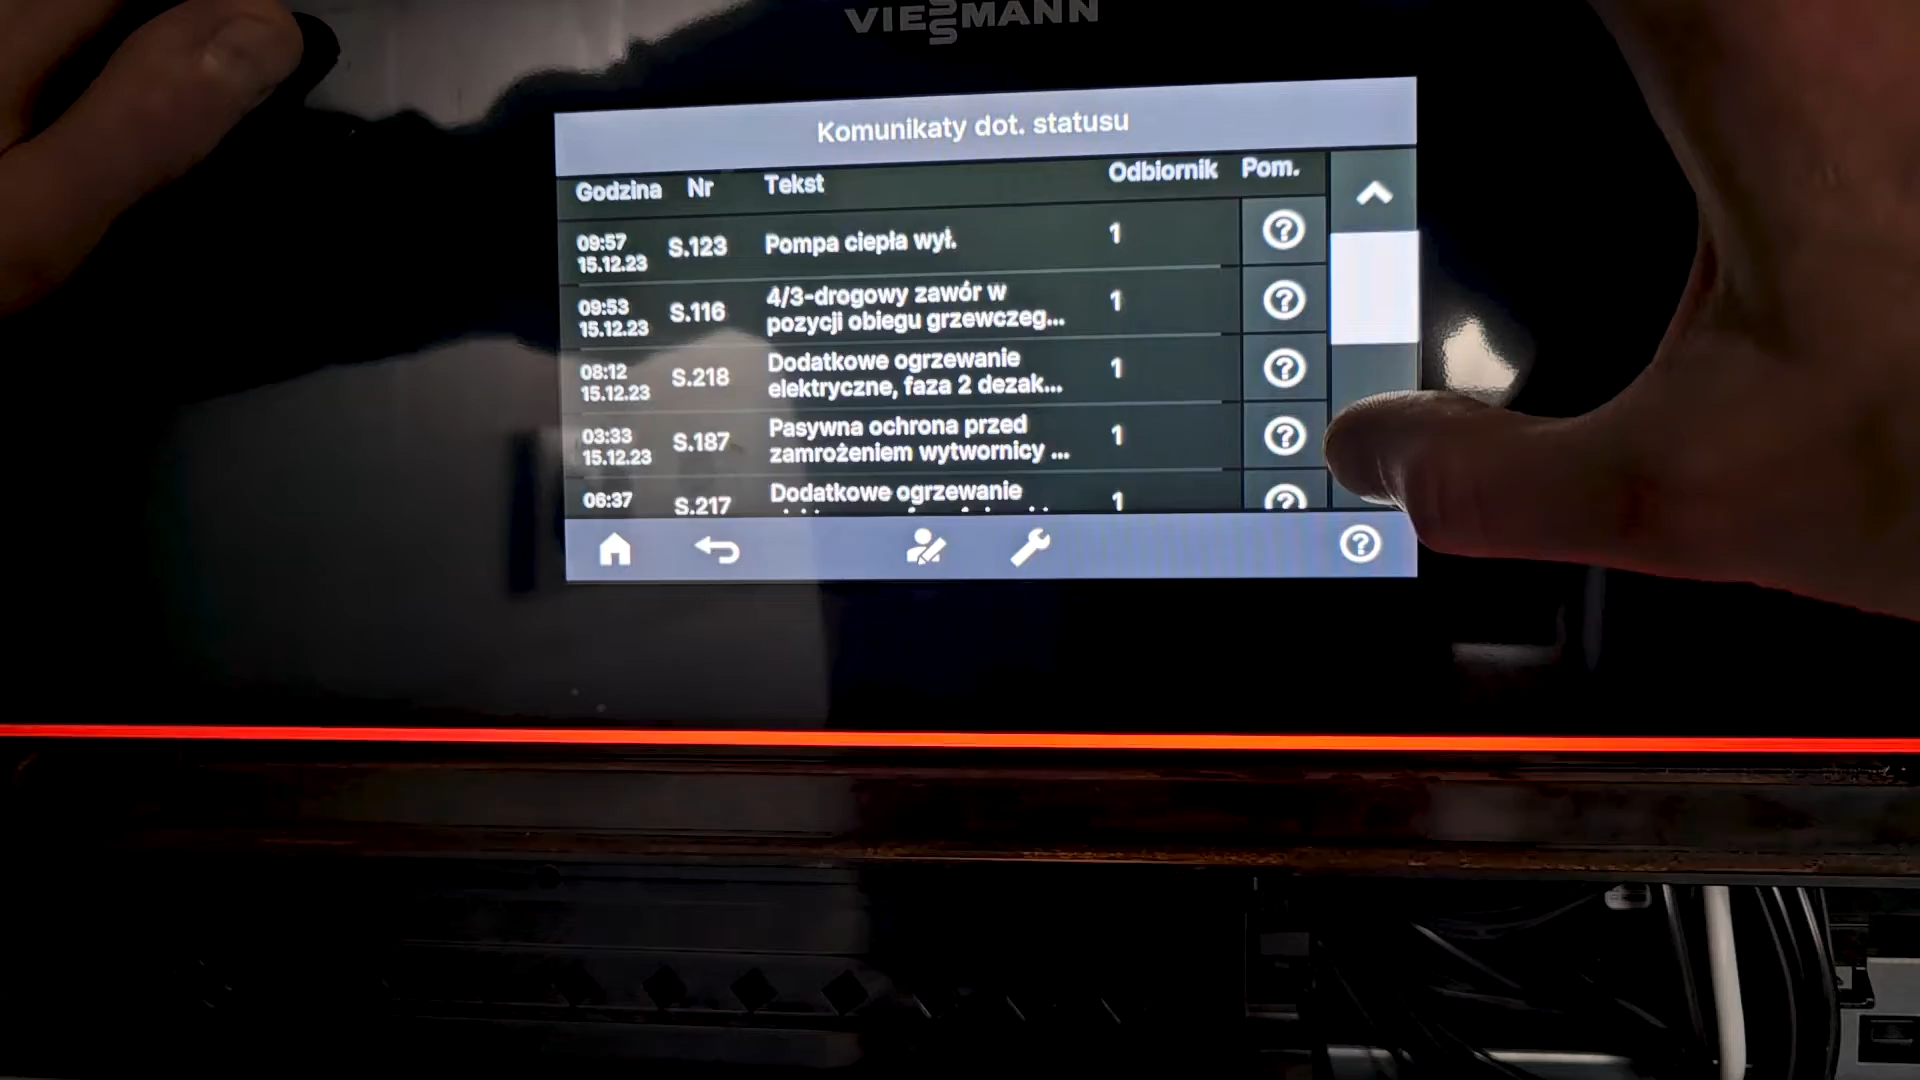 VIESSMANN
Komunikaty dot. statusu
Godzina Nr Tekst Odbiornik Pom.
09:57 S.123 Pompa ciepła wył. 1
15.12.23
09:53 S.116 4/3-drogowy zawór w 1
15.12.23 pozycji obiegu grzewczeg...
08:12 S.218 Dodatkowe ogrzewanie 1
15.12.23 elektryczne, faza 2 dezak...
03:33 S.187 Pasywna ochrona przed 1
15.12.23 zamrożeniem wytwornicy ...
06:37 S.217 Dodatkowe ogrzewanie 1